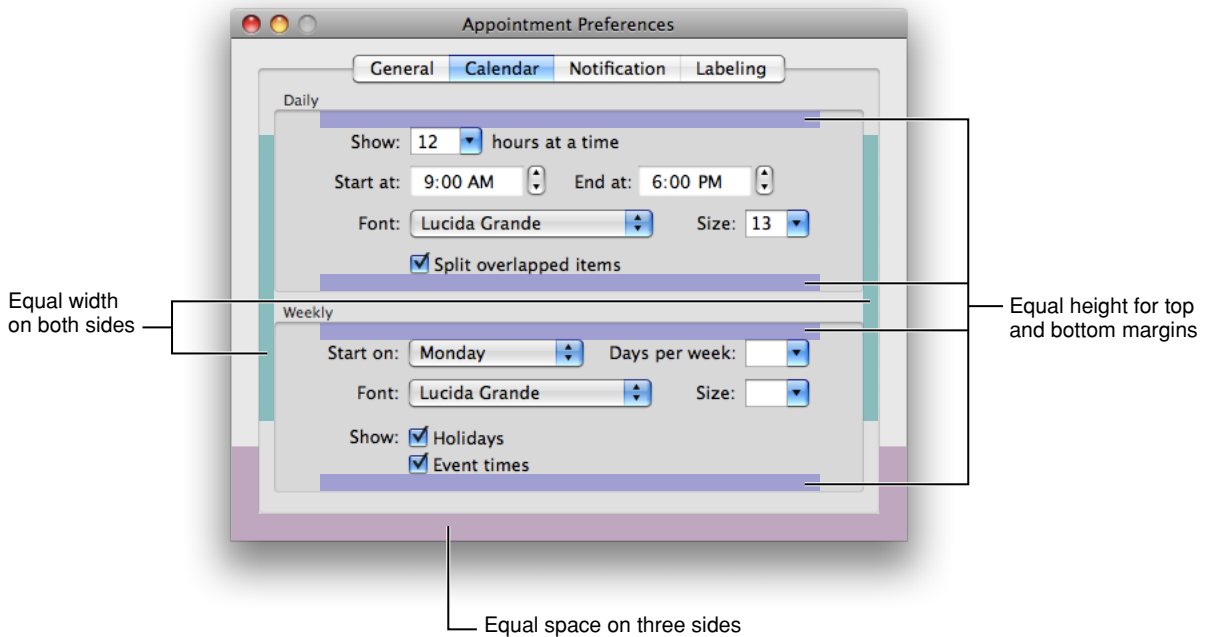 Appointment Preferences
General Calendar Notification Labeling
Daily
Show: 12 hours at a time
Start at: 9:00 AM End at: 6:00 PM
Font: Lucida Grande Size: 13
Split overlapped items
Equal width
on both sides
Equal height for top
and bottom margins
Weekly
Start on: Monday Days per week:
Font: Lucida Grande Size:
Show: Holidays
Event times
Equal space on three sides